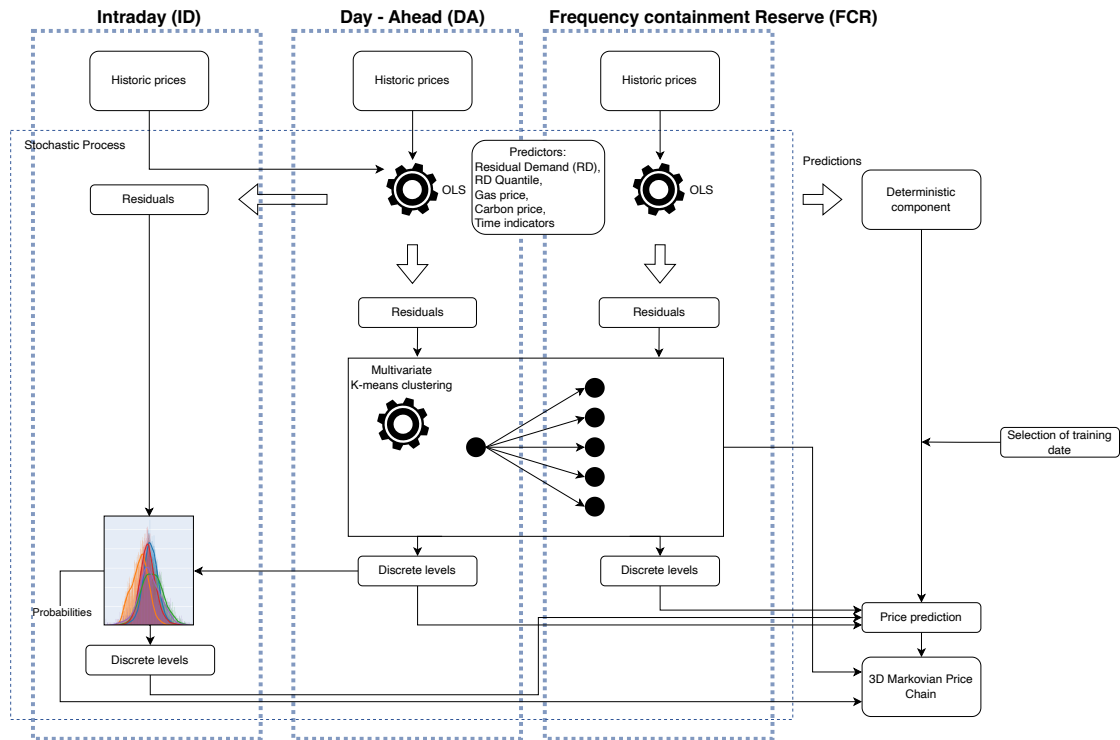 Intraday (ID)
Day - Ahead (DA)
Frequency containment Reserve (FCR)
Historic prices
Historic prices
Historic prices
Stochastic Process
Predictors:
Residual Demand (RD),
RD Quantile,
Gas price,
Carbon price,
Time indicators
OLS
OLS
Predictions
Residuals
Deterministic
component
Residuals
Residuals
Multivariate
K-means clustering
Selection of training
date
Discrete levels
Discrete levels
Probabilities
Price prediction
Discrete levels
3D Markovian Price
Chain